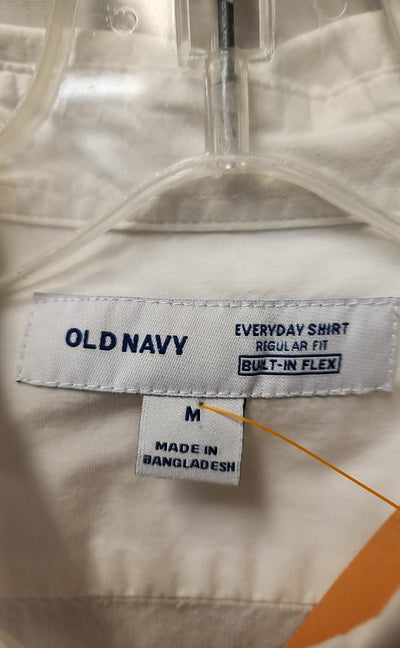 OLD NAVY
EVERYDAY SHIRT
REGULAR FIT
BUILT-IN FLEX
M
MADE IN
BANGLADESH